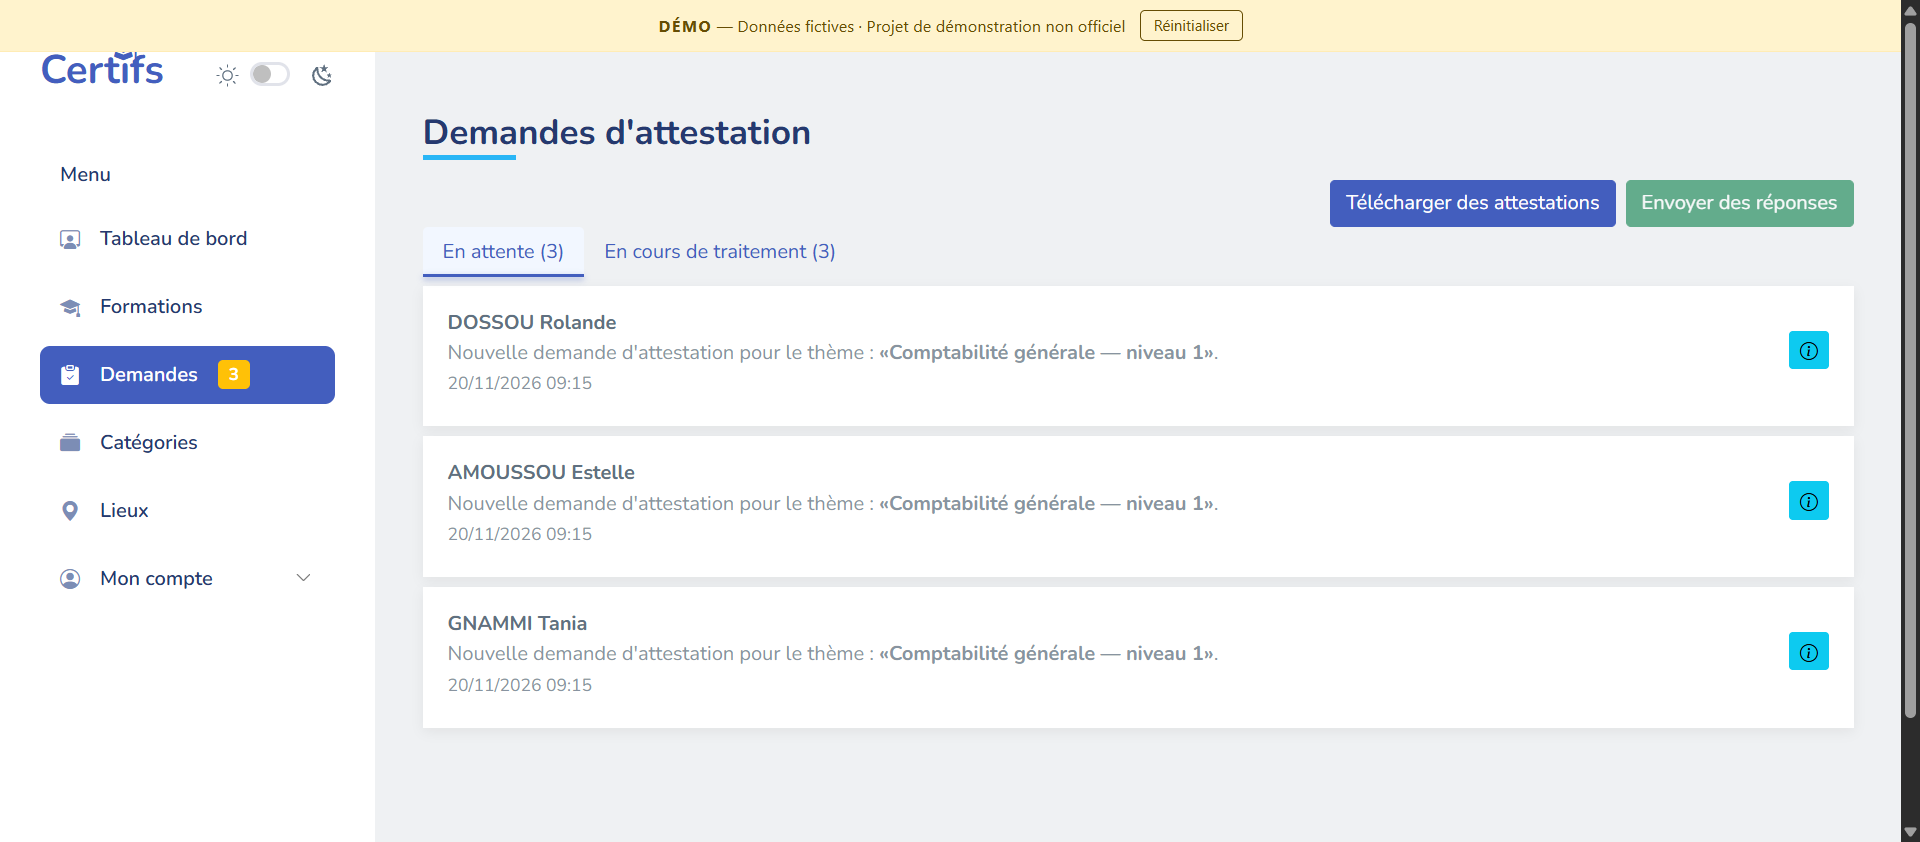 DÉMO — Données fictives · Projet de démonstration non officiel
Réinitialiser
Certifs
Menu
Tableau de bord
Formations
Demandes 3
Catégories
Lieux
Mon compte
Demandes d'attestation
Télécharger des attestations
Envoyer des réponses
En attente (3)
En cours de traitement (3)
DOSSOU Rolande
Nouvelle demande d'attestation pour le thème : «Comptabilité générale — niveau 1».
20/11/2026 09:15
AMOUSSOU Estelle
Nouvelle demande d'attestation pour le thème : «Comptabilité générale — niveau 1».
20/11/2026 09:15
GNAMMI Tania
Nouvelle demande d'attestation pour le thème : «Comptabilité générale — niveau 1».
20/11/2026 09:15